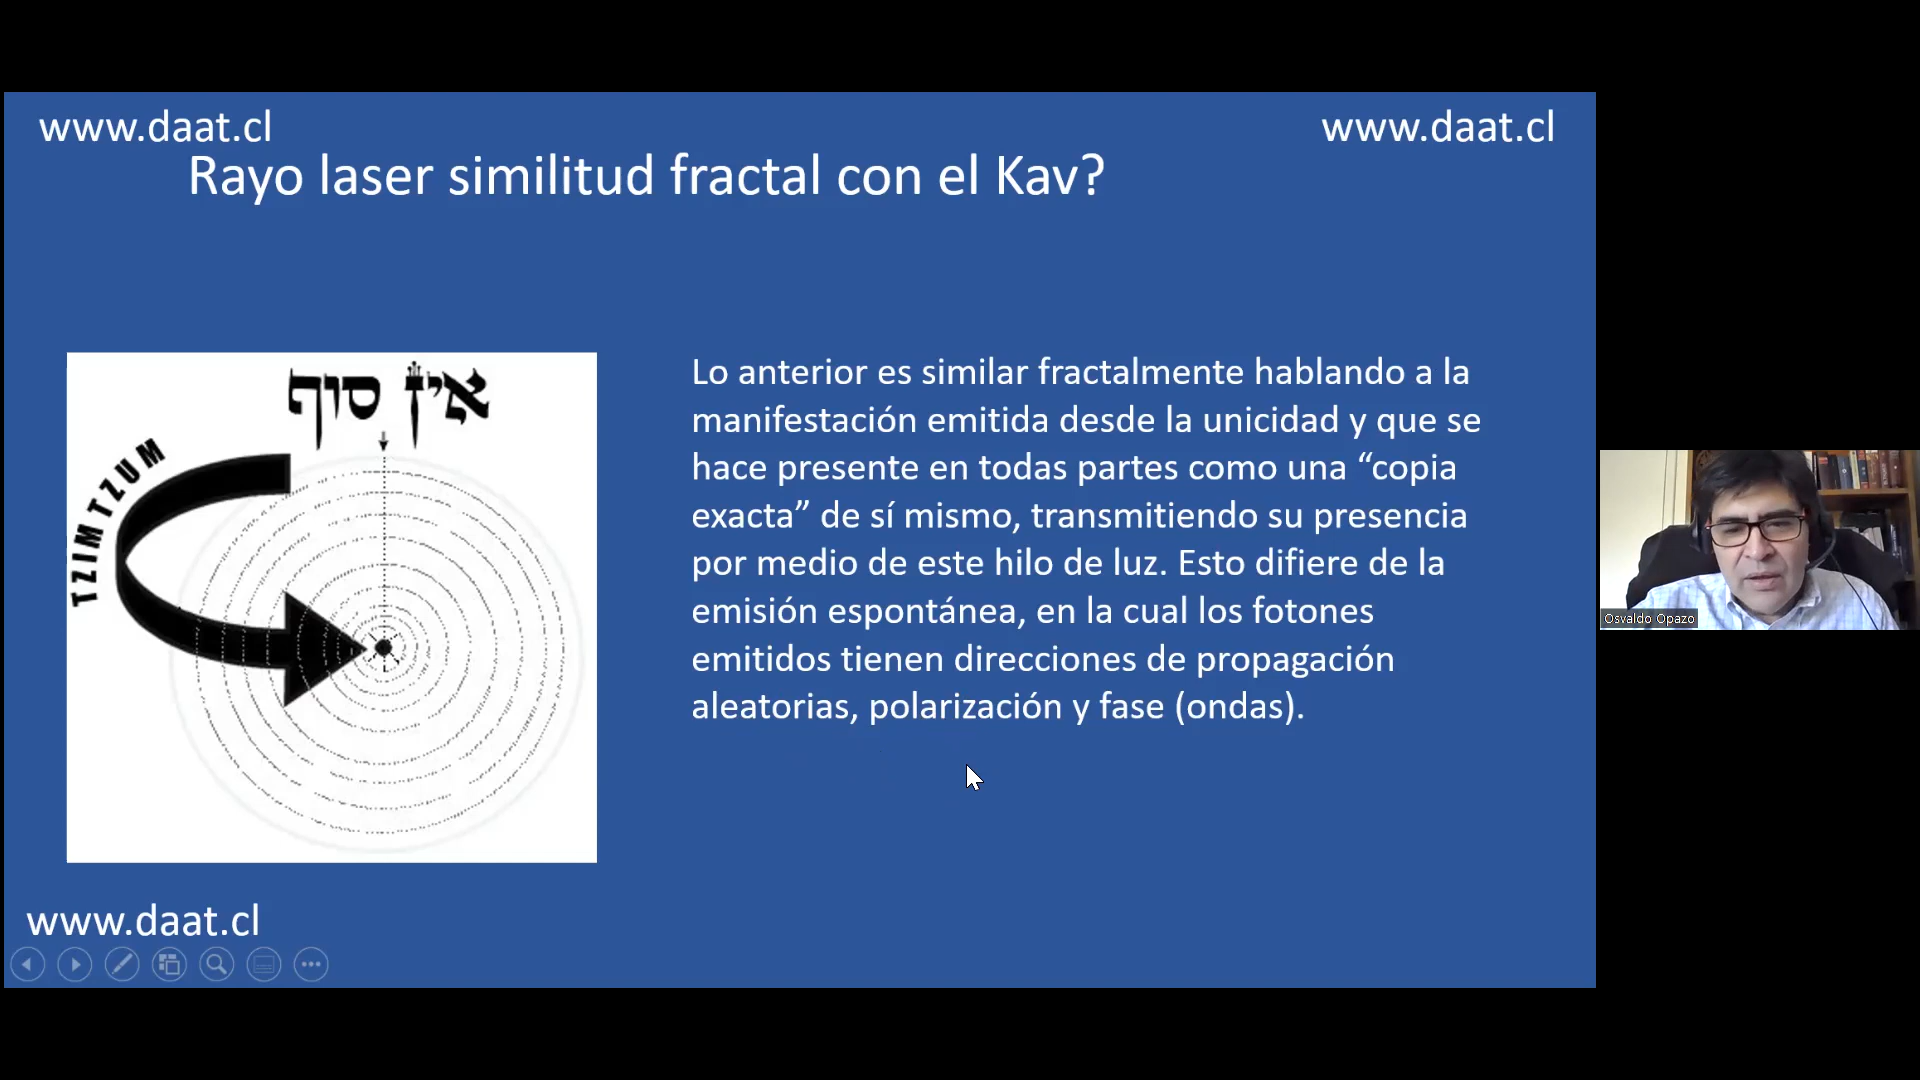 www.daat.cl
www.daat.cl
Rayo laser similitud fractal con el Kav?
אין סוף
TZIMTZUM
Lo anterior es similar fractalmente hablando a la
manifestación emitida desde la unicidad y que se
hace presente en todas partes como una “copia
exacta” de sí mismo, transmitiendo su presencia
por medio de este hilo de luz. Esto difiere de la
emisión espontánea, en la cual los fotones
emitidos tienen direcciones de propagación
aleatorias, polarización y fase (ondas).
Osvaldo Opazo
www.daat.cl